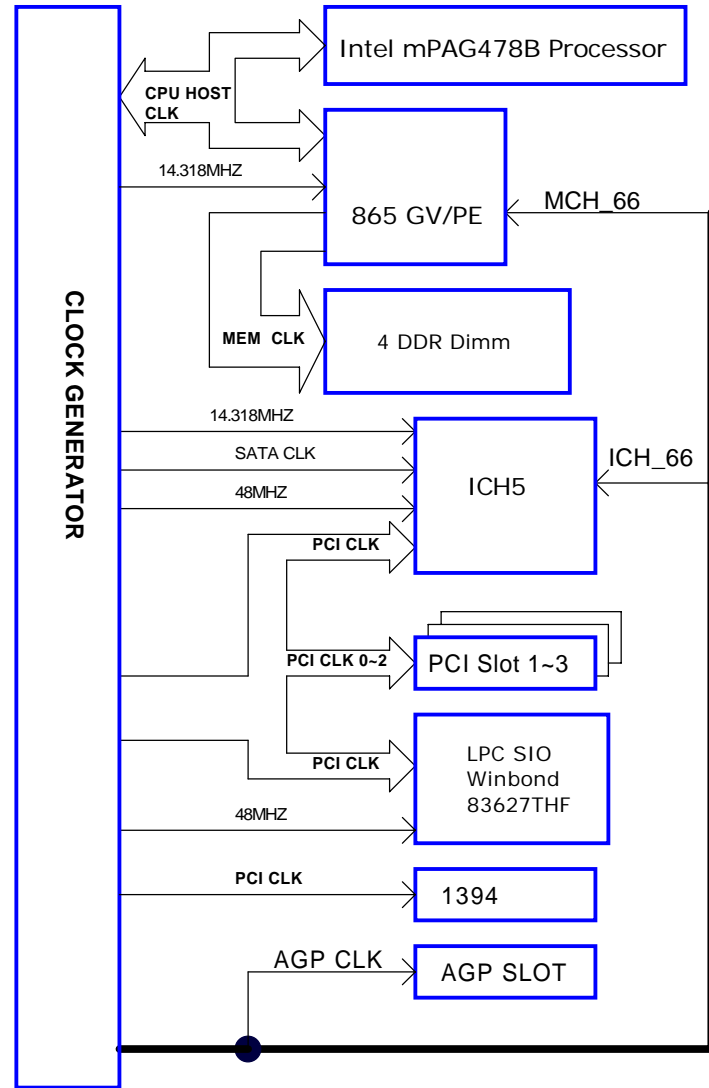 Intel mPAG478B Processor
CPU HOST
CLK
14.318MHZ
865 GV/PE
MCH_66
MEM CLK
4 DDR Dimm
CLOCK GENERATOR
14.318MHZ
SATA CLK
48MHZ
ICH5
ICH_66
PCI CLK
PCI CLK 0~2
PCI Slot 1~3
PCI CLK
LPC SIO
Winbond
83627THF
48MHZ
PCI CLK
1394
AGP CLK
AGP SLOT